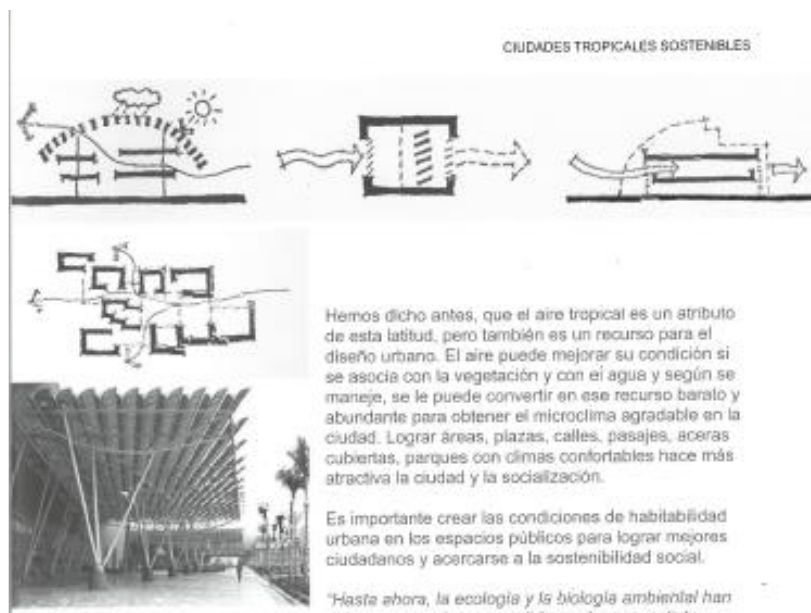 CIUDADES TROPICALES SOSTENIBLES
Hemos dicho antes, que el aire tropical es un atributo
de esta latitud, pero también es un recurso para el
diseño urbano. El aire puede mejorar su condición si
se asocia con la vegetación y con el agua y según se
maneje, se le puede convertir en ese recurso barato y
abundante para obtener el microclima agradable en la
ciudad. Lograr áreas, plazas, calles, pasajes, aceras
cubiertas, parques con climas confortables hace más
atractiva la ciudad y la socialización.
Es importante crear las condiciones de habitabilidad
urbana en los espacios públicos para lograr mejores
ciudadanos y acercarse a la sostenibilidad social.
"Hasta ahora, la ecología y la biología ambiental han